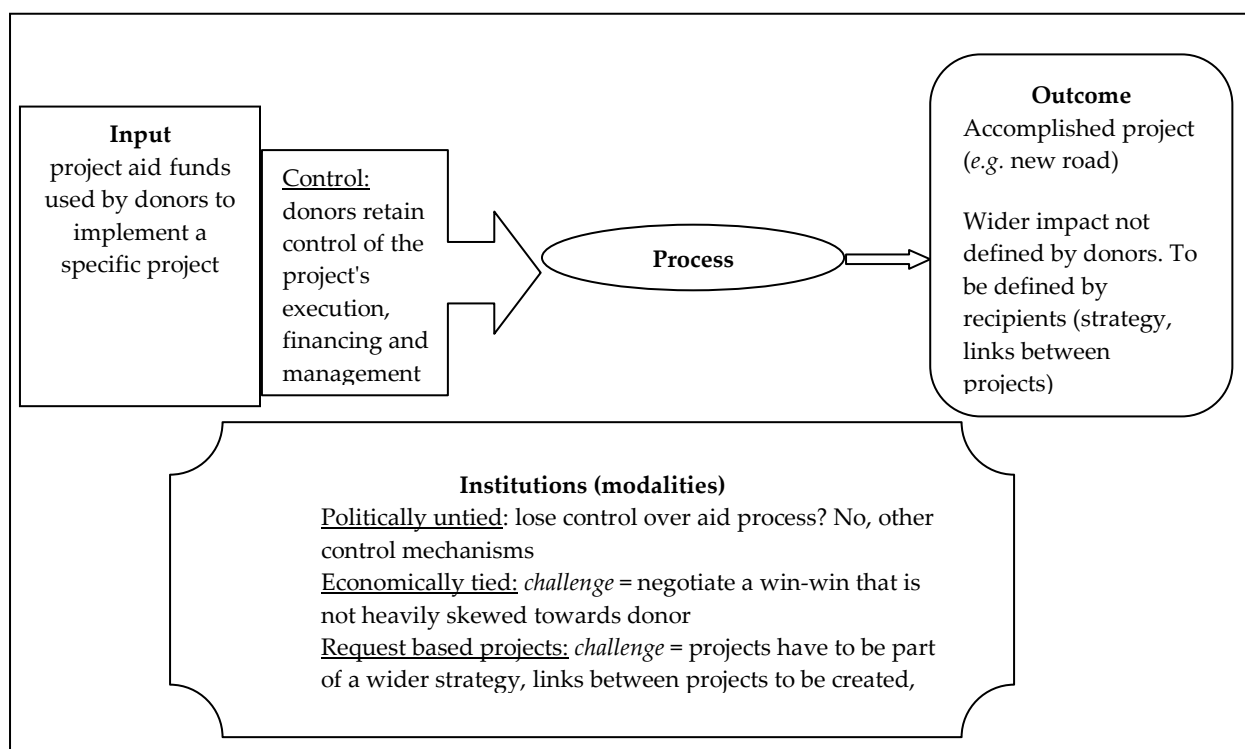 Input
project aid funds
used by donors to
implement a
specific project
Control:
donors retain
control of the
project's
execution,
financing and
management
Process
Outcome
Accomplished project
(e.g. new road)
Wider impact not
defined by donors. To
be defined by
recipients (strategy,
links between
projects)
Institutions (modalities)
Politically untied: lose control over aid process? No, other
control mechanisms
Economically tied: challenge = negotiate a win-win that is
not heavily skewed towards donor
Request based projects: challenge = projects have to be part
of a wider strategy, links between projects to be created,